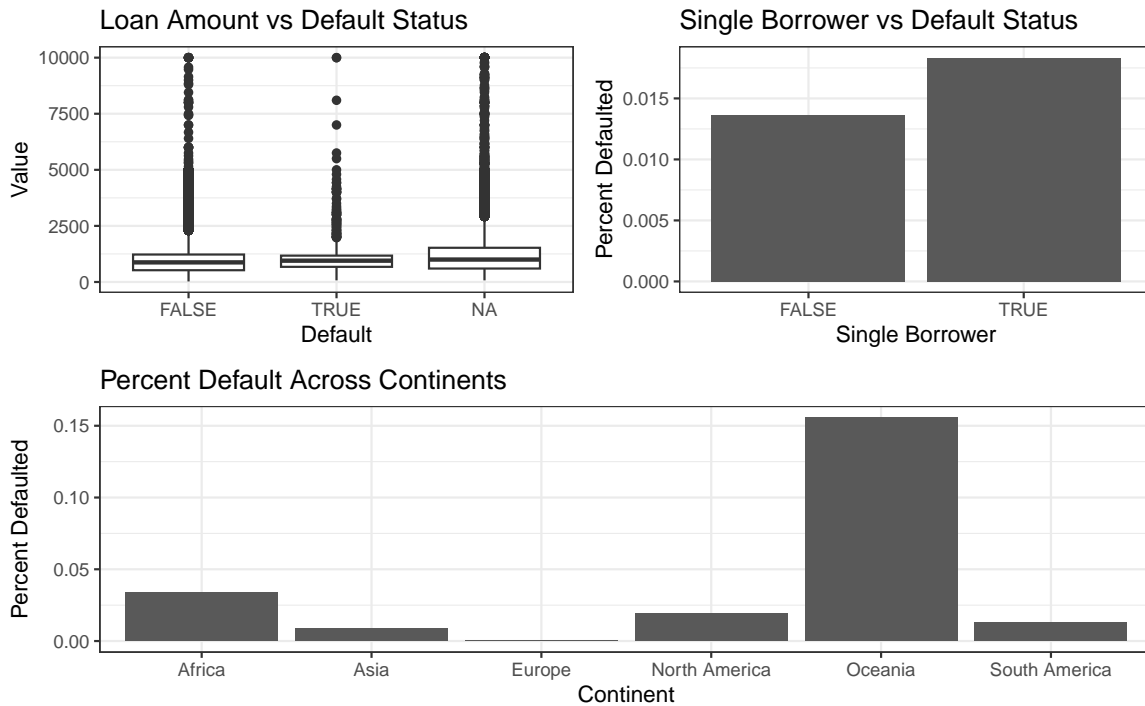 Loan Amount vs Default Status
10000
7500
5000
2500
0
Value
FALSE TRUE NA
Default
Single Borrower vs Default Status
0.015
0.010
0.005
0.000
Percent Defaulted
FALSE TRUE
Single Borrower
Percent Default Across Continents
0.15
0.10
0.05
0.00
Percent Defaulted
Africa Asia Europe North America Oceania South America
Continent